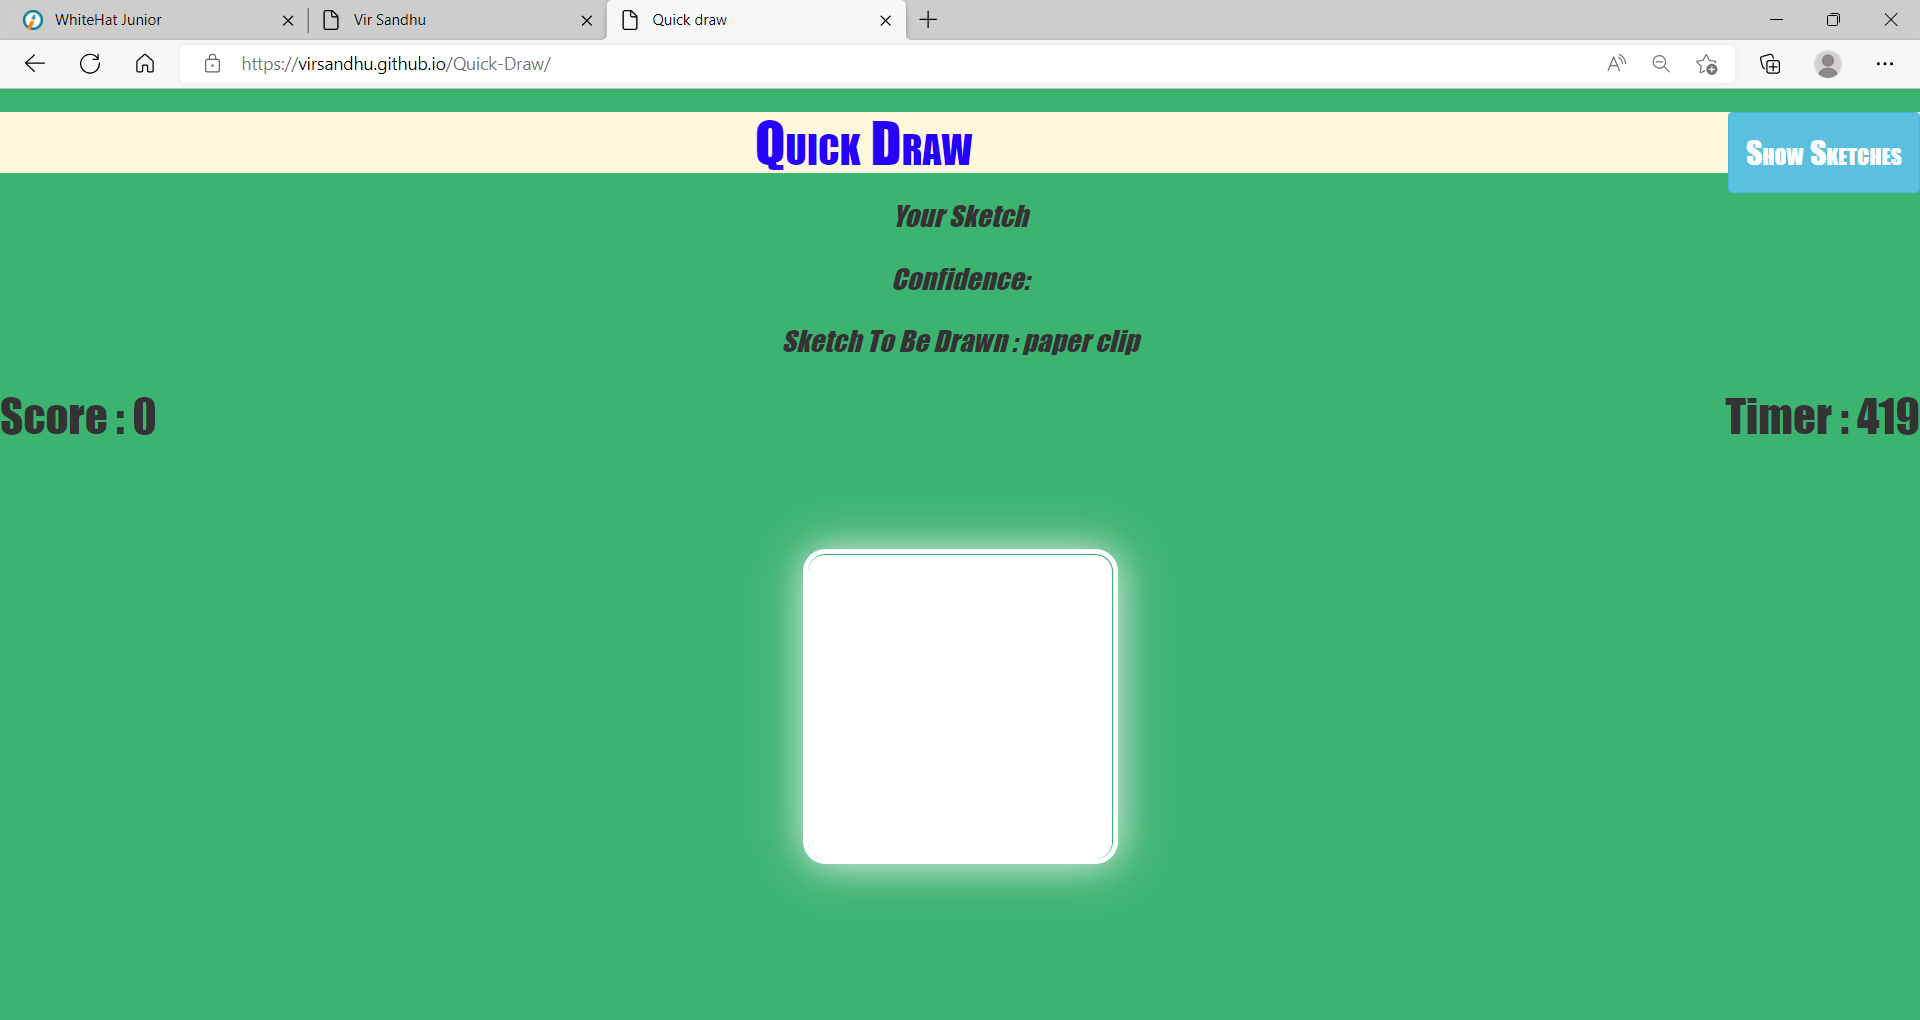 WhiteHat Junior
Vir Sandhu
Quick draw
https://virsandhu.github.io/Quick-Draw/
Quick Draw
Show Sketches
Your Sketch
Confidence:
Sketch To Be Drawn : paper clip
Score : 0
Timer : 419